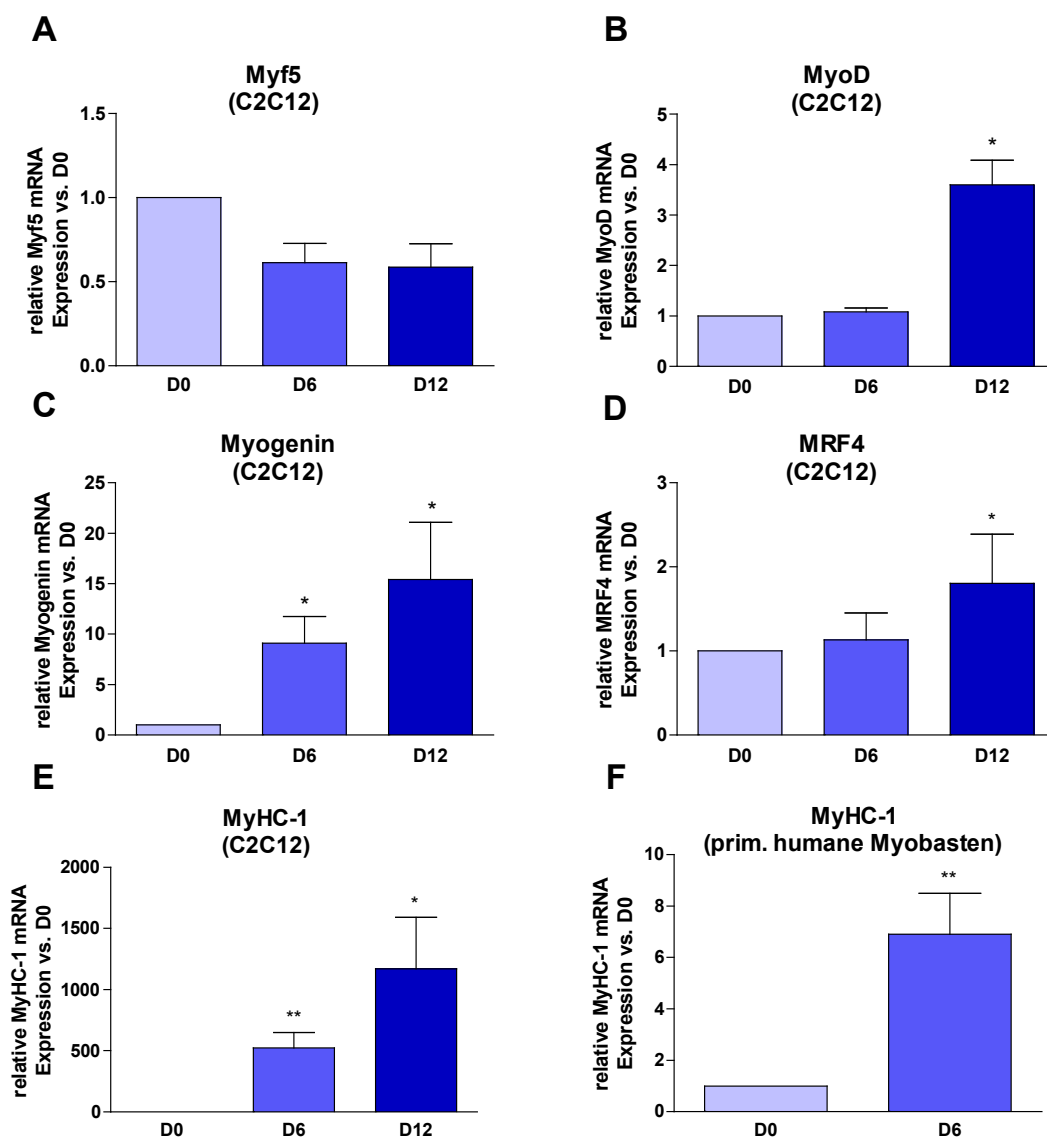 A
Myf5
(C2C12)
relative Myf5 mRNA
Expression vs. D0
1.5
1.0
0.5
0.0
D0 D6 D12
B
MyoD
(C2C12)
relative MyoD mRNA
Expression vs. D0
5
4
3
2
1
0
*
D0 D6 D12
C
Myogenin
(C2C12)
relative Myogenin mRNA
Expression vs. D0
25
20
15
10
5
0
* *
D0 D6 D12
D
MRF4
(C2C12)
relative MRF4 mRNA
Expression vs. D0
3
2
1
0
*
D0 D6 D12
E
MyHC-1
(C2C12)
relative MyHC-1 mRNA
Expression vs. D0
2000
1500
1000
500
0
** *
D0 D6 D12
F
MyHC-1
(prim. humane Myobasten)
relative MyHC-1 mRNA
Expression vs. D0
10
8
6
4
2
0
**
D0 D6